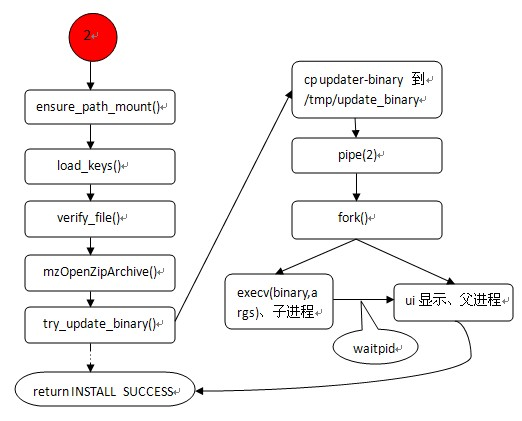 2
ensure_path_mount()
load_keys()
verify_file()
mzOpenZipArchive()
try_update_binary()
return INSTALL SUCCESS
cp updater-binary 到
/tmp/update_binary
pipe(2)
fork()
execv(binary,a
rgs)、子进程
ui 显示、父进程
waitpid